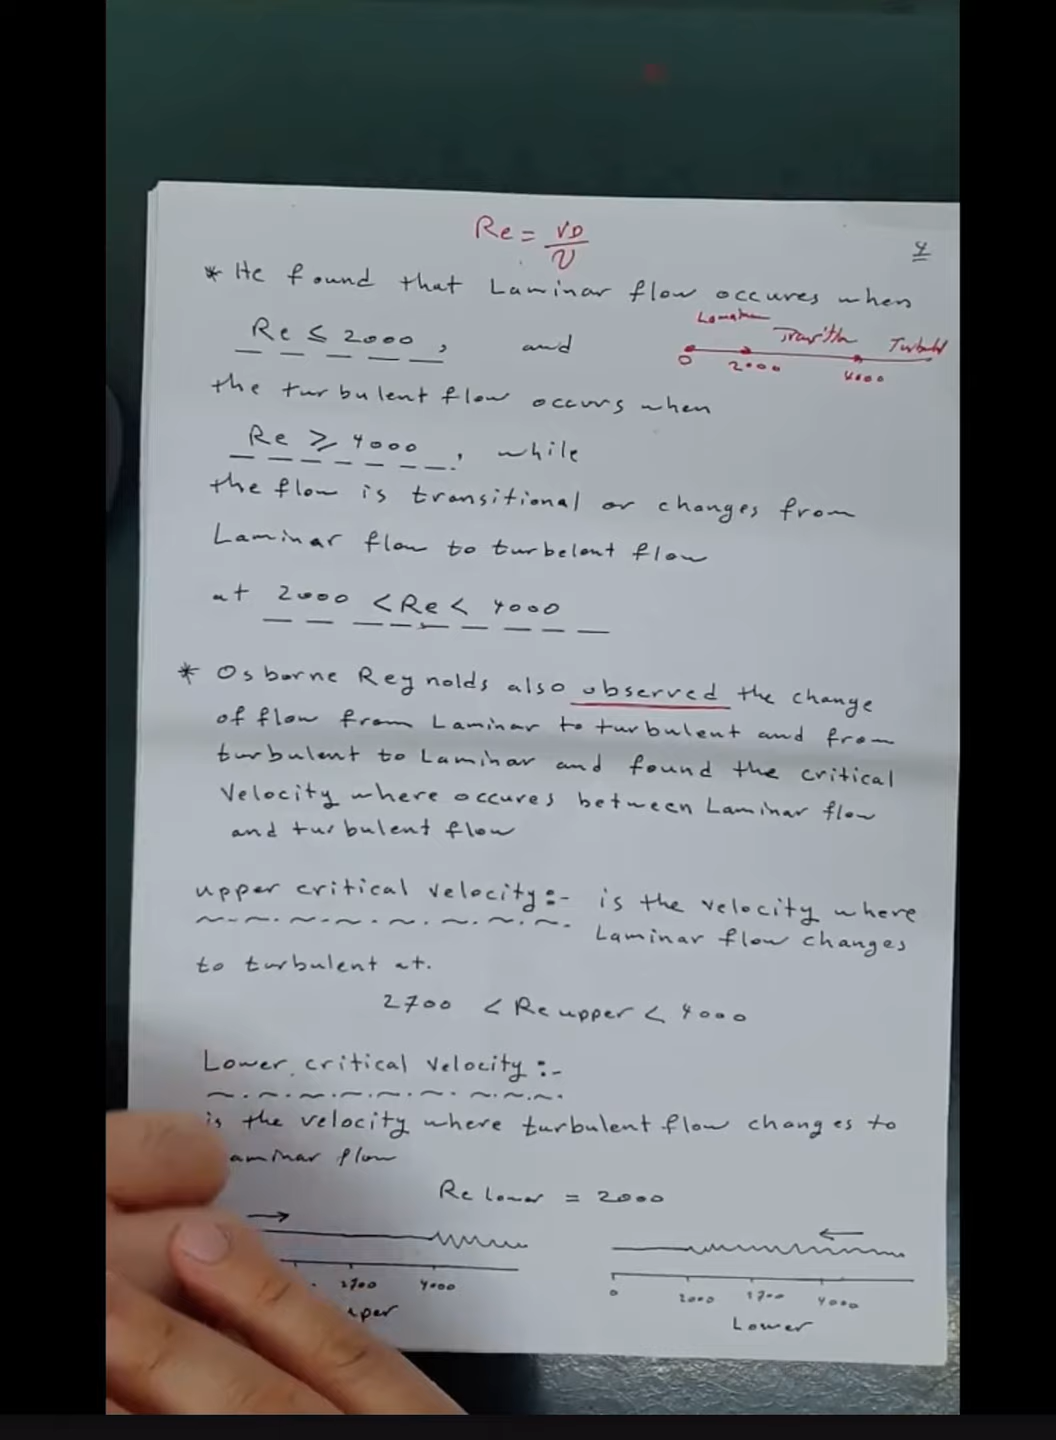 Re = VD/ν
4
* He found that Laminar flow occures when
Re ≤ 2000 , and
Transition
0 2000 4000
the turbulent flow occurs when
Re ⩾ 4000 , while
the flow is transitional or changes from
Laminar flow to turbelent flow
at 2000 < Re < 4000
* Osborne Reynolds also observed the change
of flow from Laminar to turbulent and from
turbulent to Laminar and found the critical
Velocity where occures between Laminar flow
and turbulent flow
upper critical velocity:- is the velocity where
Laminar flow changes
to turbulent at.
2700 < Re upper < 4000
Lower critical Velocity :-
is the velocity where turbulent flow changes to
aminar flow
Re lower = 2000
→ ←
2700 4000
0 2000 2700 4000
pper
Lower